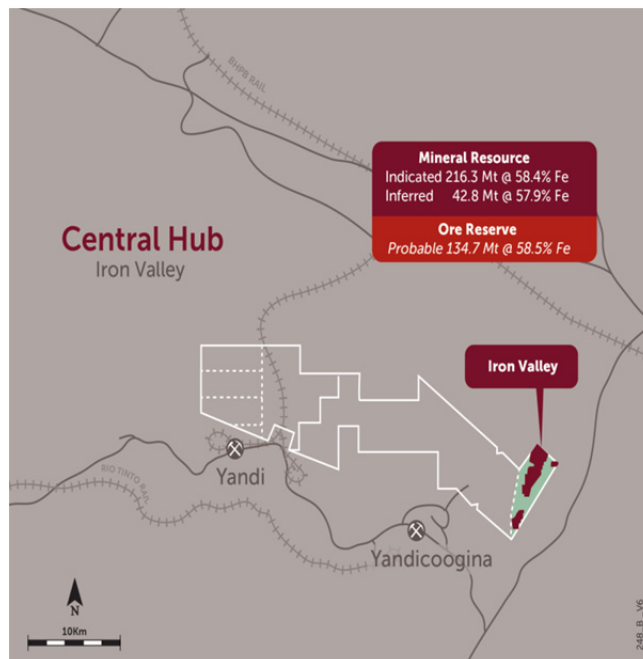 BHPB RAIL
Mineral Resource
Indicated 216.3 Mt @ 58.4% Fe
Inferred 42.8 Mt @ 57.9% Fe
Ore Reserve
Probable 134.7 Mt @ 58.5% Fe
Central Hub
Iron Valley
Iron Valley
Yandi
RIO TINTO RAIL
Yandicoogina
N
10Km
248_B_V6